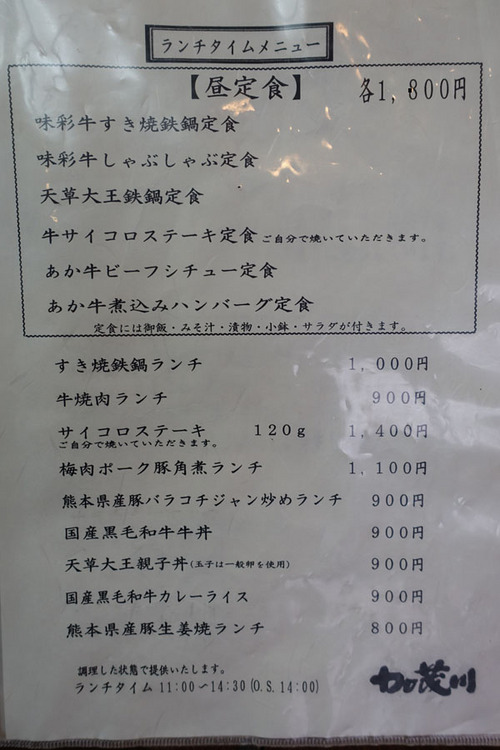 ランチタイムメニュー
【昼定食】 各1,800円
味彩牛すき焼鉄鍋定食
味彩牛しゃぶしゃぶ定食
天草大王鉄鍋定食
牛サイコロステーキ定食 ご自分で焼いていただきます。
あか牛ビーフシチュー定食
あか牛煮込みハンバーグ定食
定食には御飯・みそ汁・漬物・小鉢・サラダが付きます。
すき焼鉄鍋ランチ 1,000円
牛焼肉ランチ 900円
サイコロステーキ 120g 1,400円
ご自分で焼いていただきます。
梅肉ポーク豚角煮ランチ 1,100円
熊本県産豚バラコチジャン炒めランチ 900円
国産黒毛和牛牛丼 900円
天草大王親子丼(玉子は一般卵を使用) 900円
国産黒毛和牛カレーライス 900円
熊本県産豚生姜焼ランチ 800円
調理した状態で提供いたします。
ランチタイム 11:00〜14:30(O.S.14:00)
加茂川